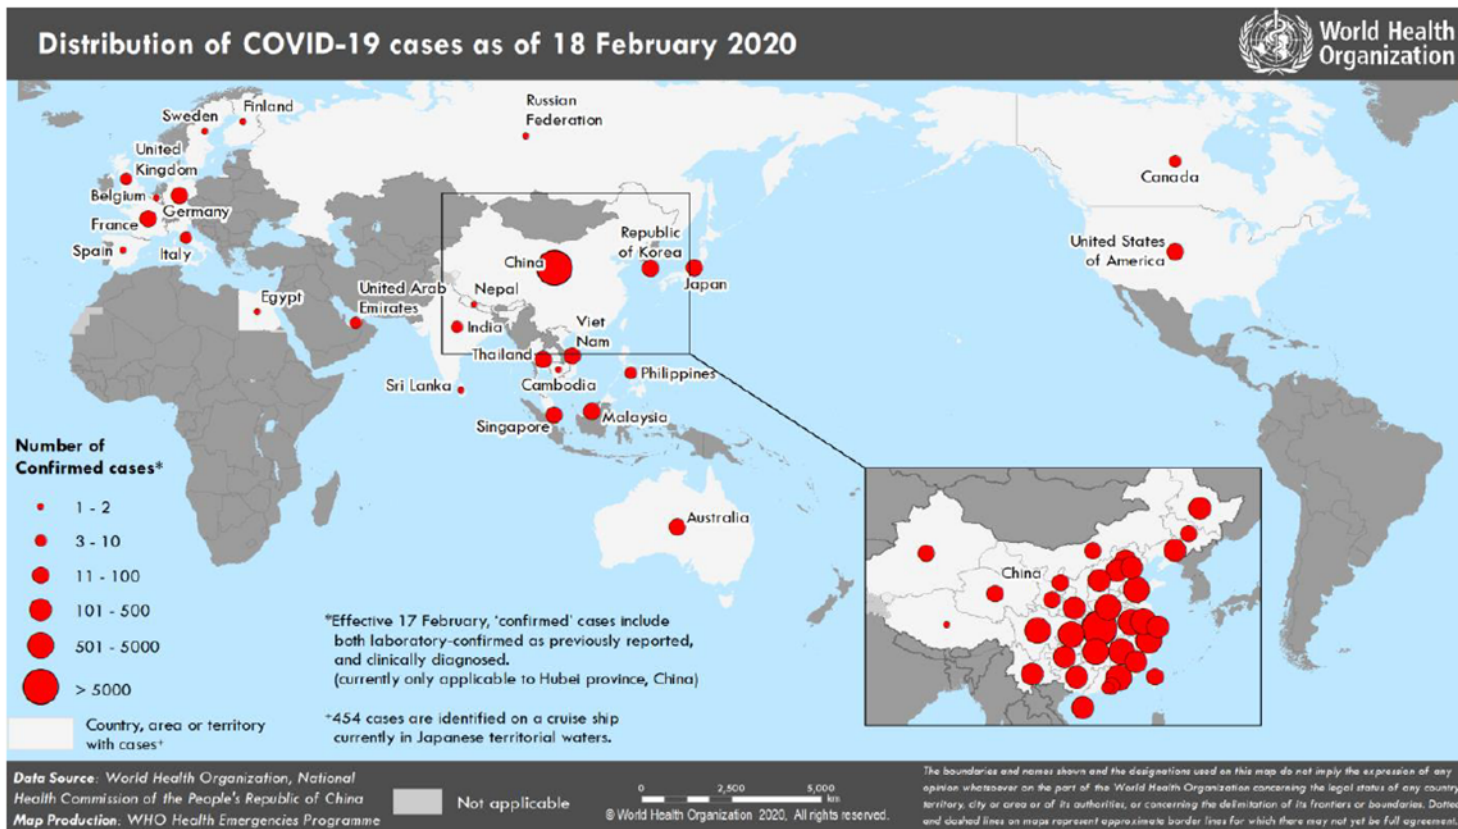 Distribution of COVID-19 cases as of 18 February 2020
World Health
Organization
Sweden
Finland
Russian
Federation
United
Kingdom
Belgium
Germany
France
Spain
Italy
Egypt
United Arab
Emirates
China
Nepal
India
Republic
of Korea
Japan
Viet
Nam
Thailand
Cambodia
Philippines
Sri Lanka
Singapore
Malaysia
Australia
Canada
United States
of America
China
Number of
Confirmed cases*
1 - 2
3 - 10
11 - 100
101 - 500
501 - 5000
> 5000
Country, area or territory
with cases⁺
*Effective 17 February, 'confirmed' cases include
both laboratory-confirmed as previously reported,
and clinically diagnosed.
(currently only applicable to Hubei province, China)
⁺454 cases are identified on a cruise ship
currently in Japanese territorial waters.
Data Source: World Health Organization, National
Health Commission of the People's Republic of China
Map Production: WHO Health Emergencies Programme
Not applicable
0 2,500 5,000
km
© World Health Organization 2020, All rights reserved.
The boundaries and names shown and the designations used on this map do not imply the expression of any
opinion whatsoever on the part of the World Health Organization concerning the legal status of any country,
territory, city or area or of its authorities, or concerning the delimitation of its frontiers or boundaries. Dotted
and dashed lines on maps represent approximate border lines for which there may not yet be full agreement.